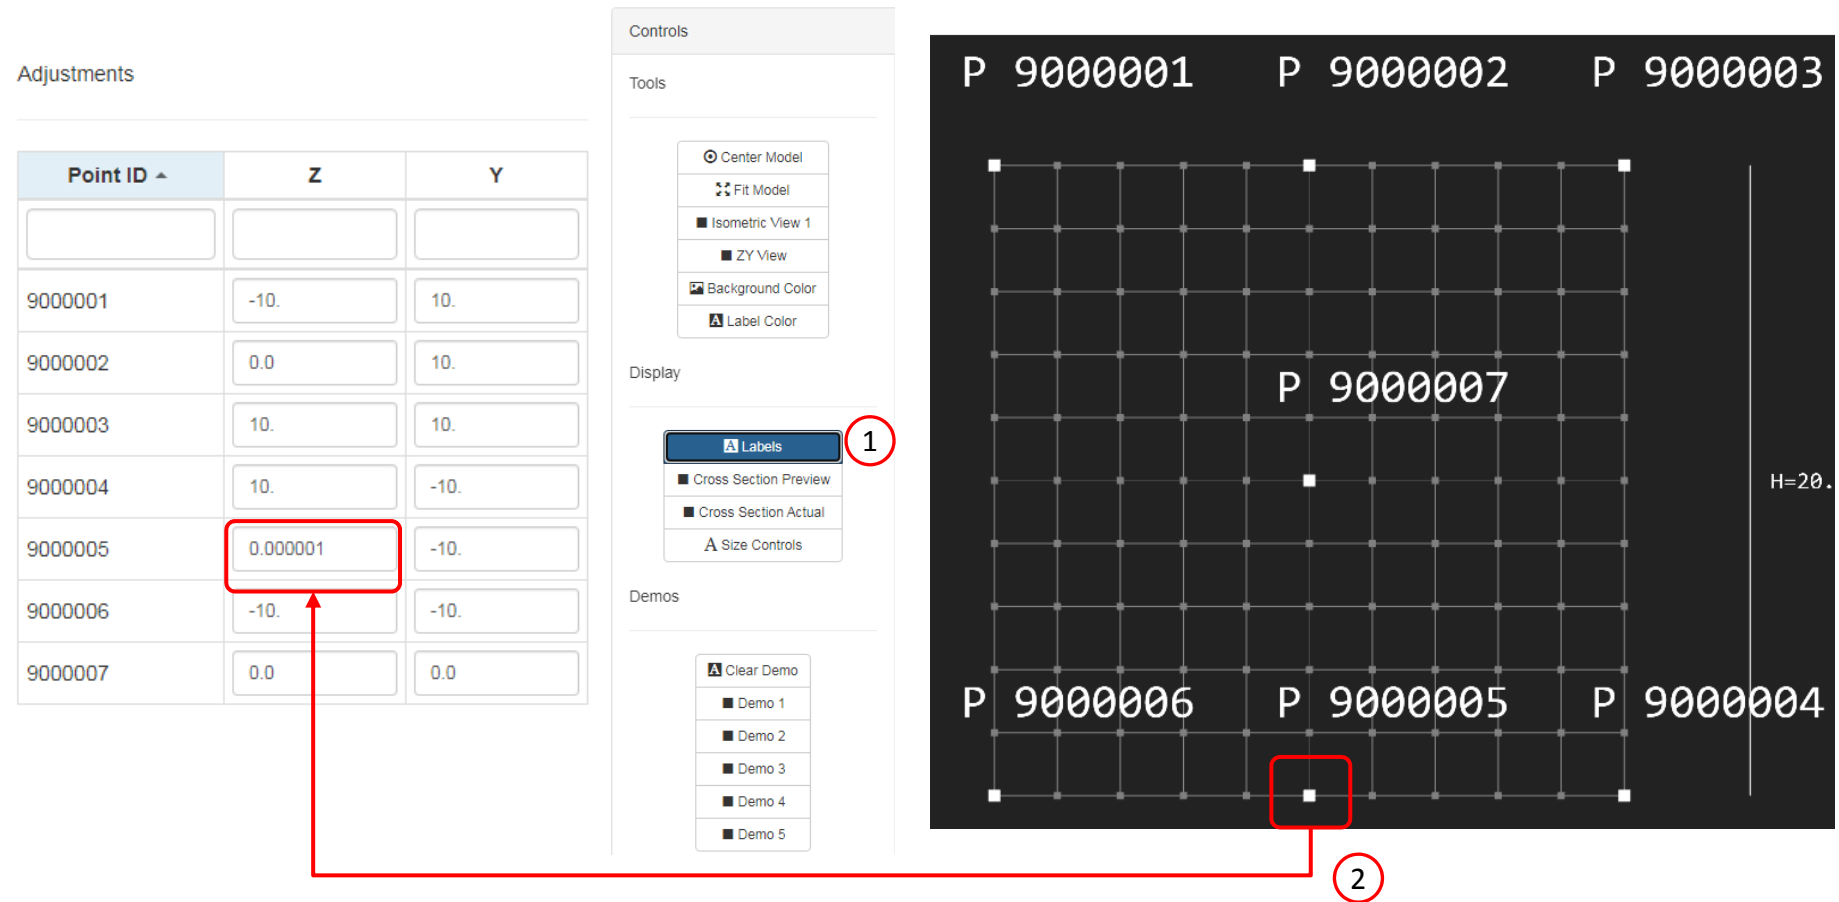 Adjustments
Point ID Z Y
9000001 -10. 10.
9000002 0.0 10.
9000003 10. 10.
9000004 10. -10.
9000005 0.000001 -10.
9000006 -10. -10.
9000007 0.0 0.0
Controls
Tools
Center Model
Fit Model
Isometric View 1
ZY View
Background Color
A Label Color
Display
A Labels
1
Cross Section Preview
Cross Section Actual
A Size Controls
Demos
A Clear Demo
Demo 1
Demo 2
Demo 3
Demo 4
Demo 5
P 9000001 P 9000002 P 9000003
P 9000007
H=20.
P 9000006 P 9000005 P 9000004
2